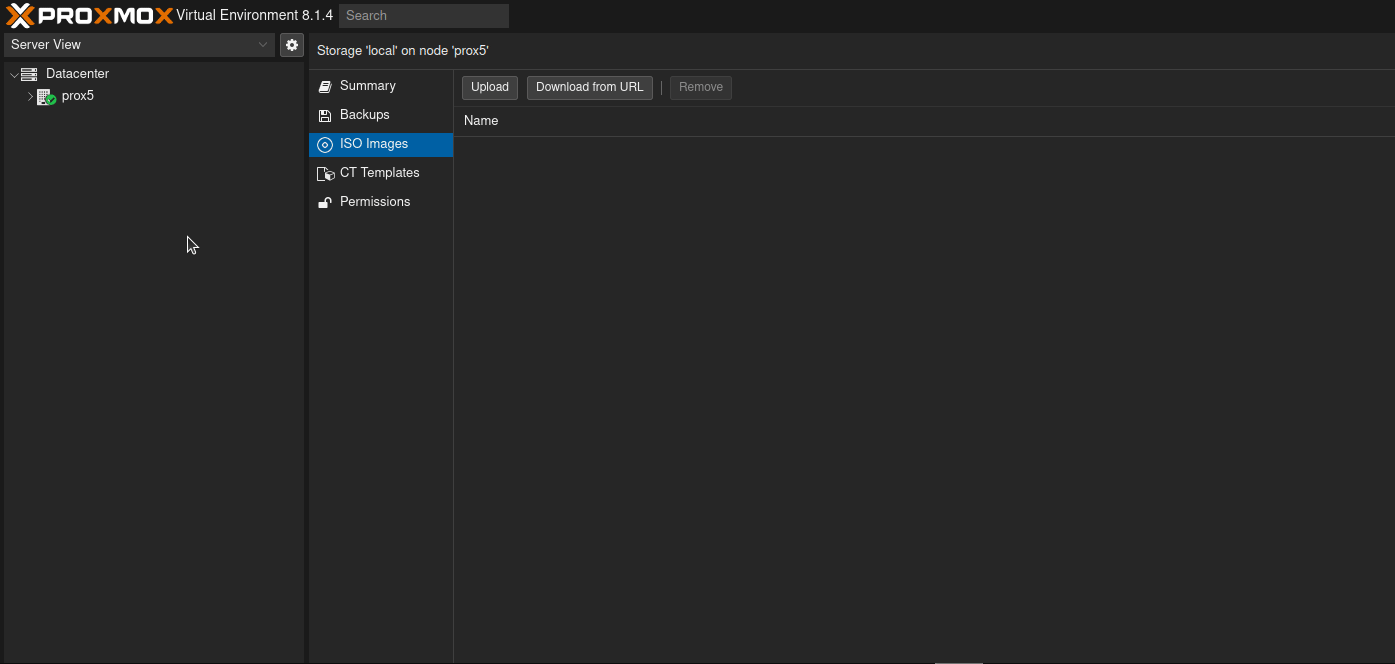 PROXMOX Virtual Environment 8.1.4 Search
Server View
Datacenter
prox5
Storage 'local' on node 'prox5'
Summary
Backups
ISO Images
CT Templates
Permissions
Upload Download from URL Remove
Name